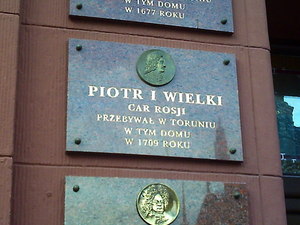 W TYM DOMU
W 1677 ROKU
PIOTR I WIELKI
CAR ROSJI
PRZEBYWAŁ W TORUNIU
W TYM DOMU
W 1709 ROKU